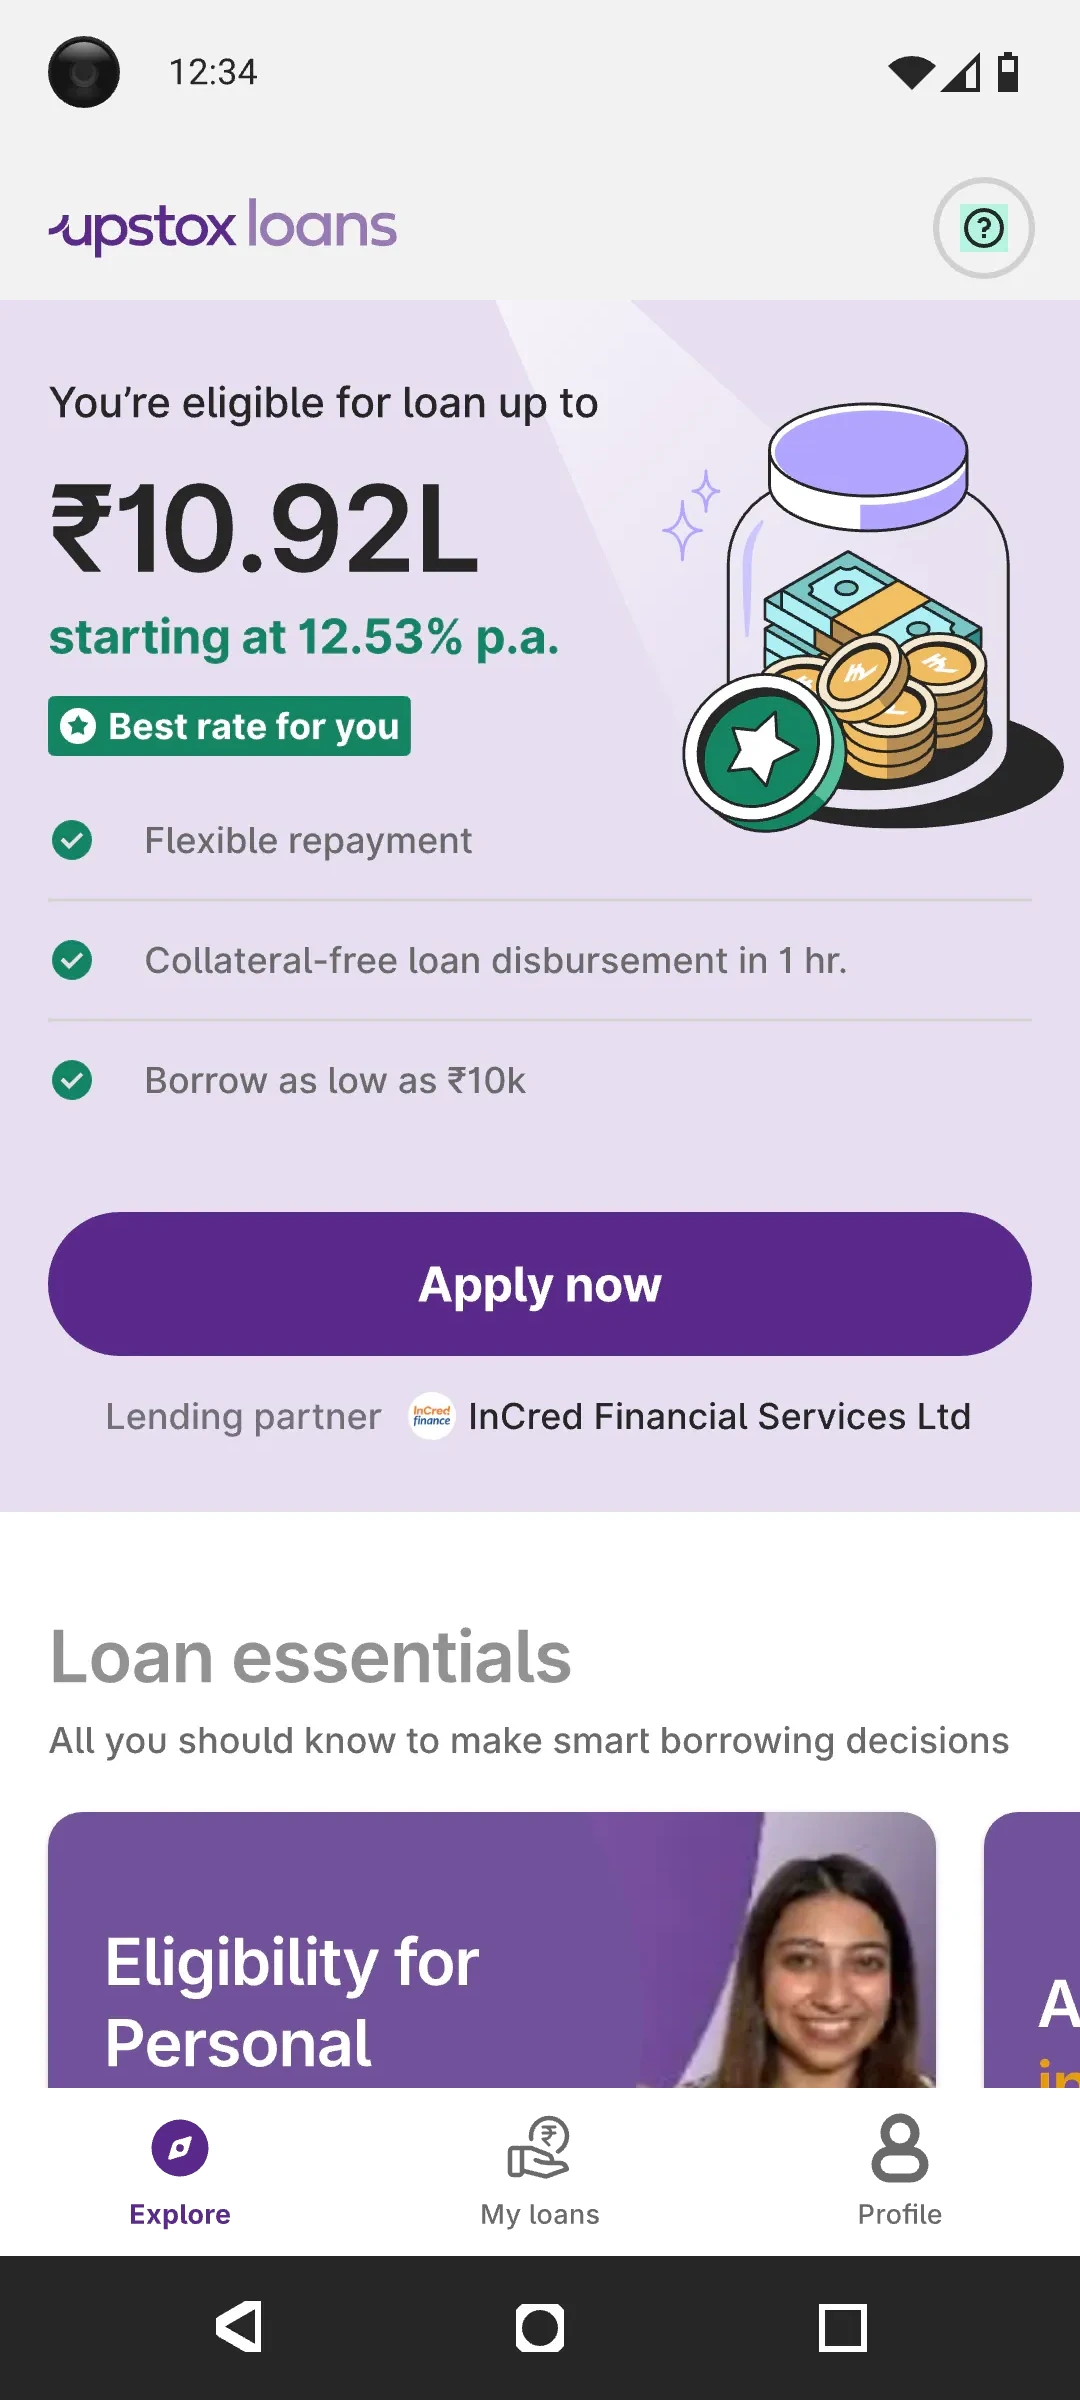 12:34
upstox loans
You’re eligible for loan up to
₹10.92L
starting at 12.53% p.a.
Best rate for you
Flexible repayment
Collateral-free loan disbursement in 1 hr.
Borrow as low as ₹10k
Apply now
Lending partner InCred finance InCred Financial Services Ltd
Loan essentials
All you should know to make smart borrowing decisions
Eligibility for
Personal
Explore
My loans
Profile